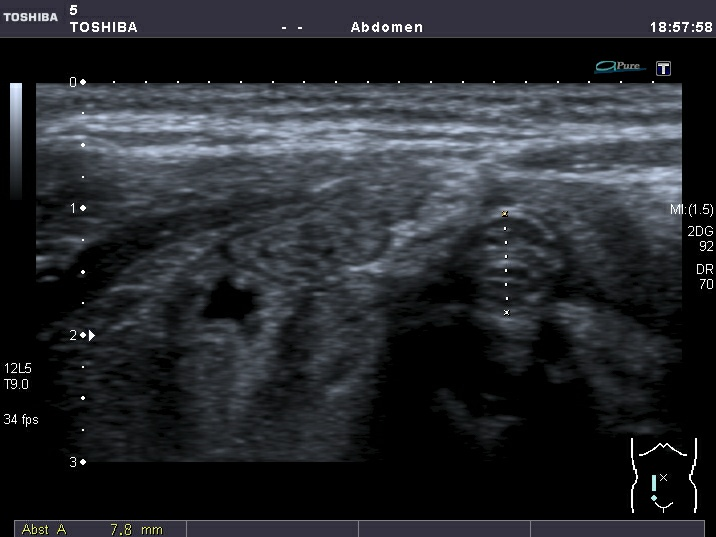 TOSHIBA
5
TOSHIBA - - Abdomen 18:57:58
aPure T
0
1
MI:(1.5)
2DG
92
DR
70
2
12L5
T9.0
34 fps
3
Abst A 7.8 mm